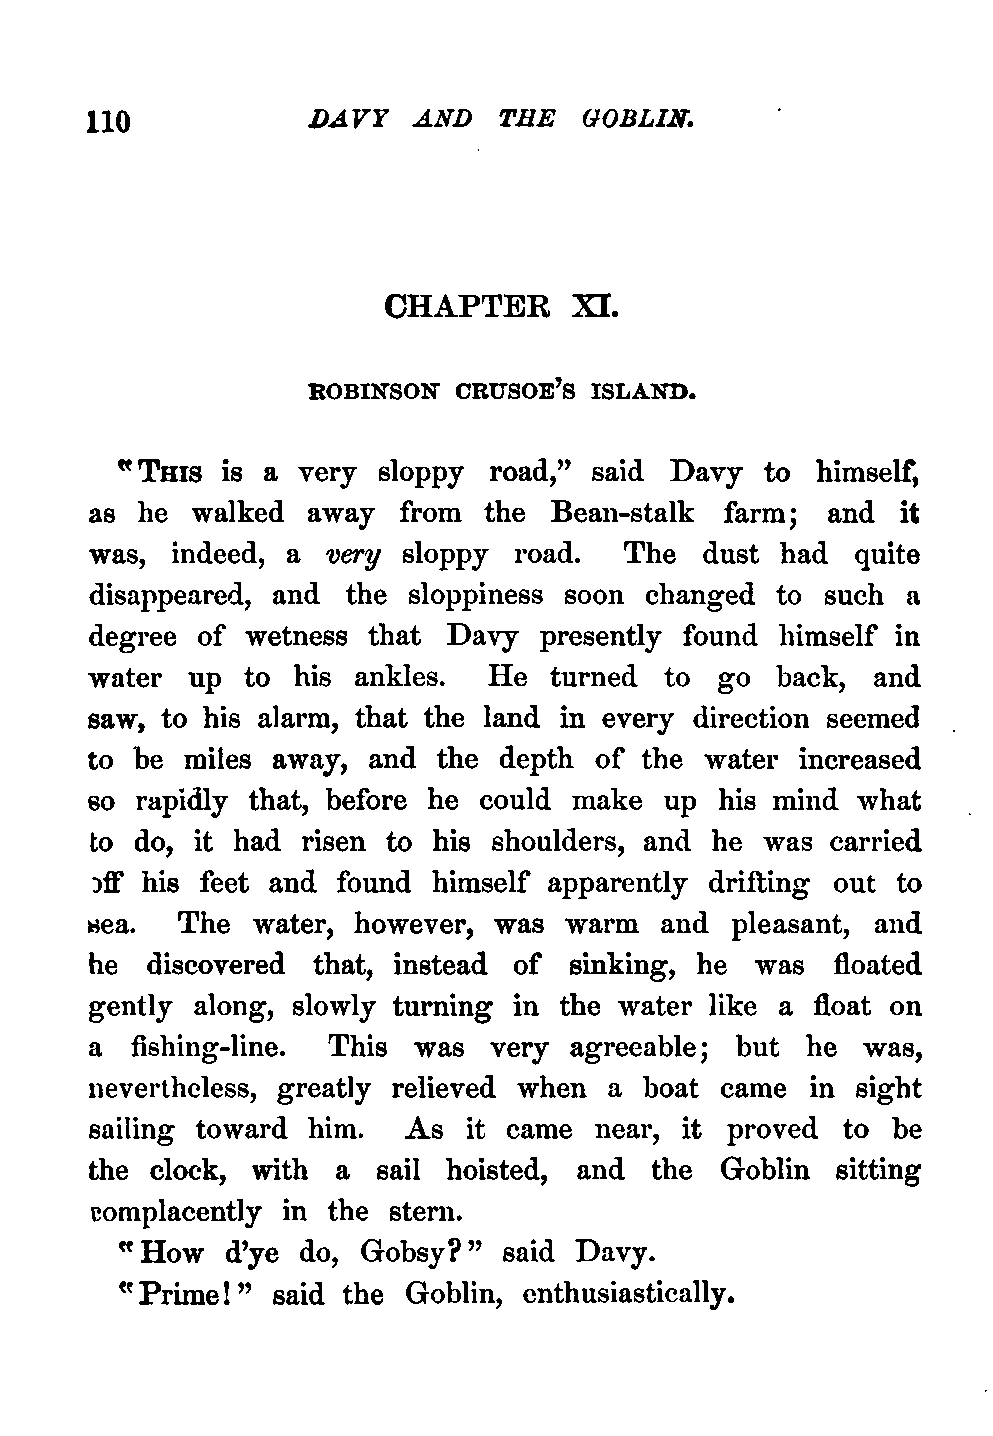 110 DAVY AND THE GOBLIN.
CHAPTER XI.
ROBINSON CRUSOE'S ISLAND.
"THIS is a very sloppy road," said Davy to himself,
as he walked away from the Bean-stalk farm; and it
was, indeed, a very sloppy road. The dust had quite
disappeared, and the sloppiness soon changed to such a
degree of wetness that Davy presently found himself in
water up to his ankles. He turned to go back, and
saw, to his alarm, that the land in every direction seemed
to be miles away, and the depth of the water increased
so rapidly that, before he could make up his mind what
to do, it had risen to his shoulders, and he was carried
off his feet and found himself apparently drifting out to
sea. The water, however, was warm and pleasant, and
he discovered that, instead of sinking, he was floated
gently along, slowly turning in the water like a float on
a fishing-line. This was very agreeable; but he was,
nevertheless, greatly relieved when a boat came in sight
sailing toward him. As it came near, it proved to be
the clock, with a sail hoisted, and the Goblin sitting
complacently in the stern.
"How d'ye do, Gobsy?" said Davy.
"Prime!" said the Goblin, enthusiastically.